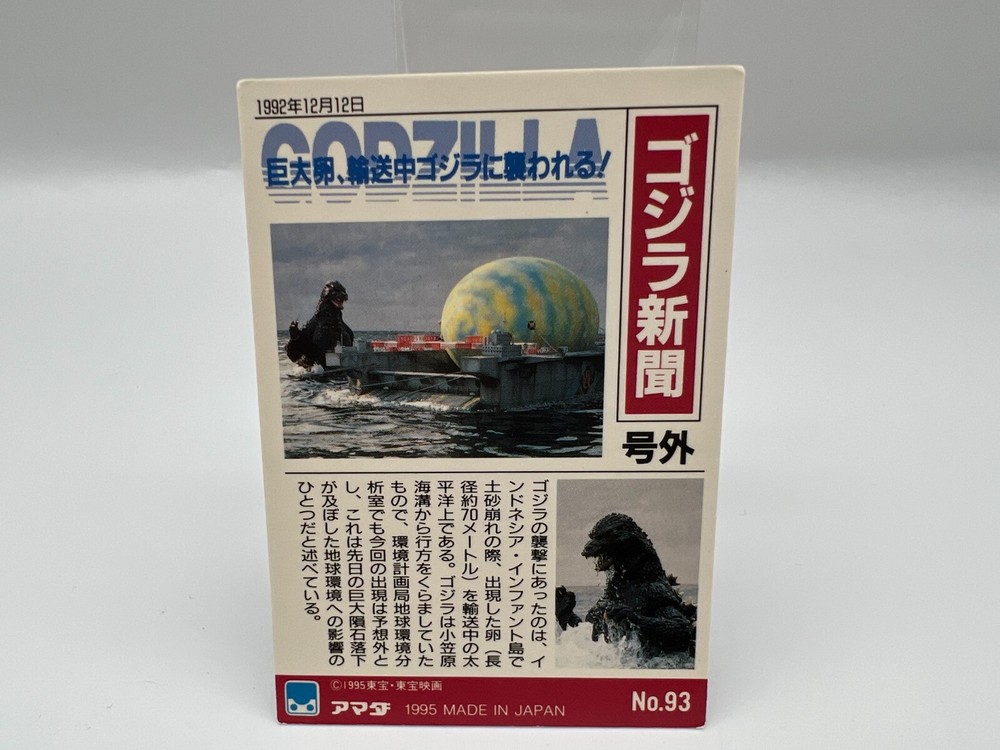 1992年12月12日
GODZILLA
巨大卵、輸送中ゴジラに襲われる!
ゴジラ新聞
号外
ゴジラの襲撃にあったのは、イ
ンドネシア・インファント島で
土砂崩れの際、出現した卵(長
径約70メートル)を輸送中の太
平洋上である。ゴジラは小笠原
海溝から行方をくらましていた
もので、環境計画局地球環境分
析室でも今回の出現は予想外と
し、これは先日の巨大隕石落下
が及ぼした地球環境への影響の
ひとつだと述べている。
©1995東宝・東宝映画
アマダ 1995 MADE IN JAPAN
No.93